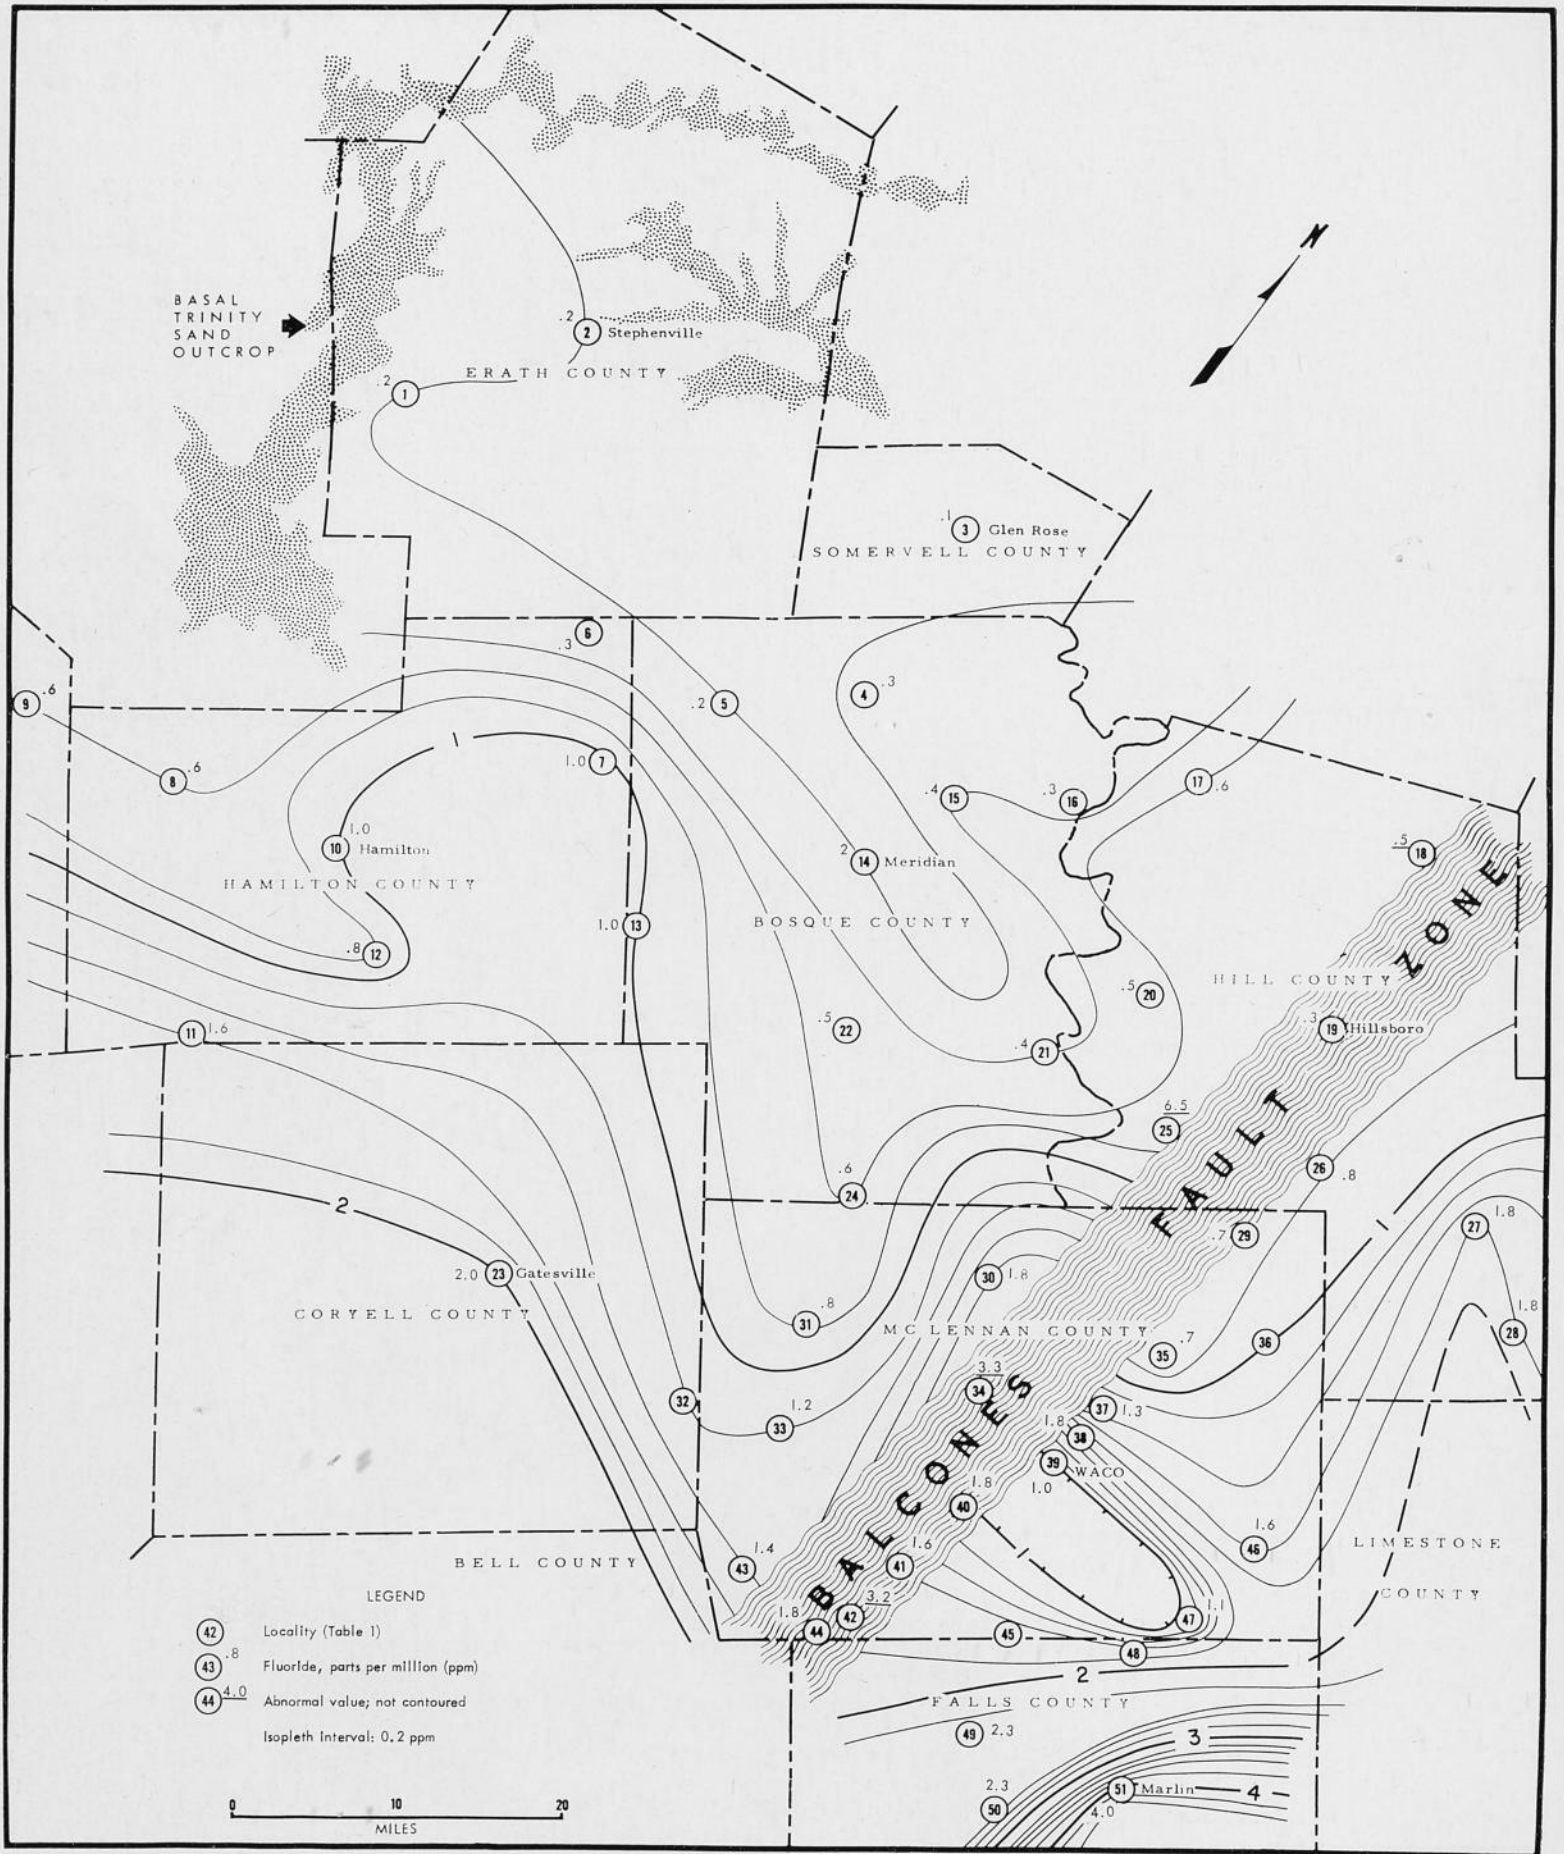 N
BASAL
TRINITY
SAND
OUTCROP
.2
2 Stephenville
ERATH COUNTY
.2
1
.1
3 Glen Rose
SOMERVELL COUNTY
6
.3
9 .6
.2 5
4 .3
1
1.0 7
8 .6
.4 15
.3 16
17 .6
1.0
10 Hamilton
2 14 Meridian
.5 18
HAMILTON COUNTY
1.0 13
BOSQUE COUNTY
.8 12
HILL COUNTY
.5 20
11 1.6
.5 22
.4 21
.3 19 Hillsboro
BALCONES FAULT ZONE
6.5
25
26 .8
.6
24
2
.7 29
1
27 1.8
2.0 23 Gatesville
30 1.8
CORYELL COUNTY
31 .8
MC LENNAN COUNTY
35 .7
36
1.8
28
3.3
34
32
33 1.2
37 1.3
1.8
38
39 WACO
1.0
1.8
40
1.6
46
LIMESTONE
COUNTY
BELL COUNTY
43 1.4
1.6
41
1
3.2
42
1.8
44
45
47 1.1
48
2
FALLS COUNTY
49 2.3
3
2.3
50
51 Marlin 4
4.0
LEGEND
42 Locality (Table 1)
43 .8 Fluoride, parts per million (ppm)
44 4.0 Abnormal value; not contoured
Isopleth interval: 0.2 ppm
0 10 20
MILES